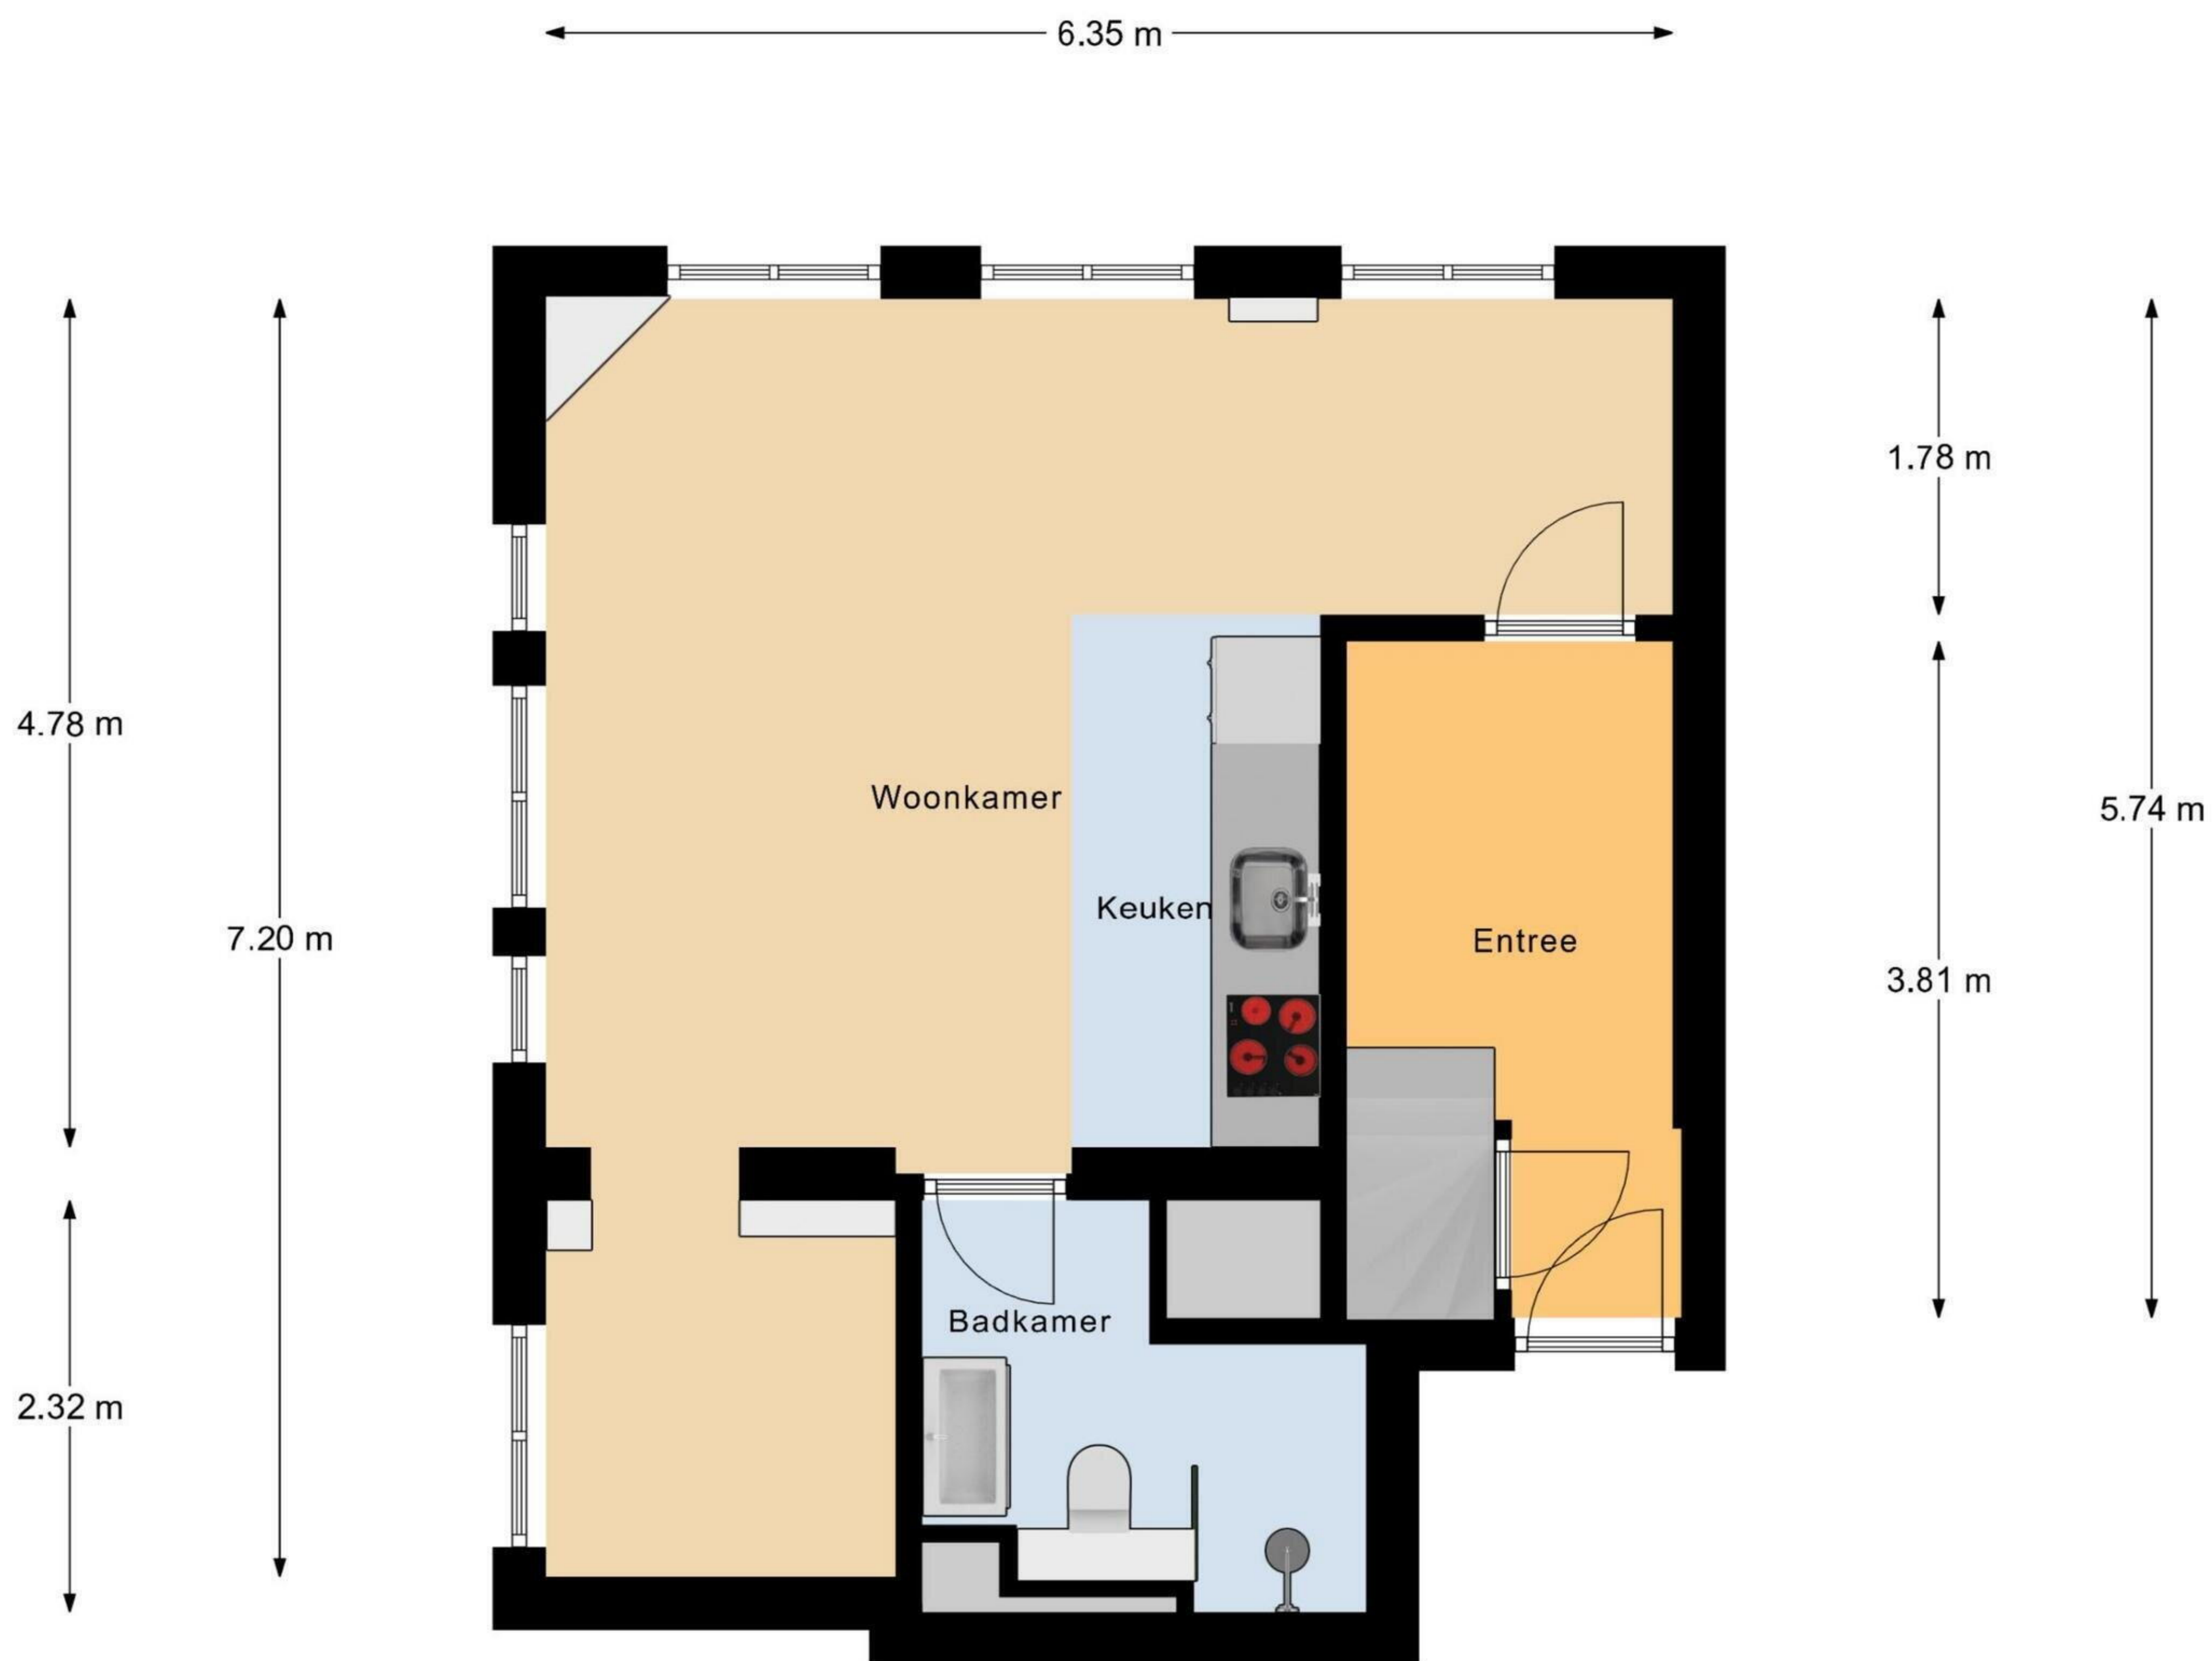 6.35 m
1.78 m
4.78 m
Woonkamer
5.74 m
Keuken
7.20 m
Entree
3.81 m
Badkamer
2.32 m